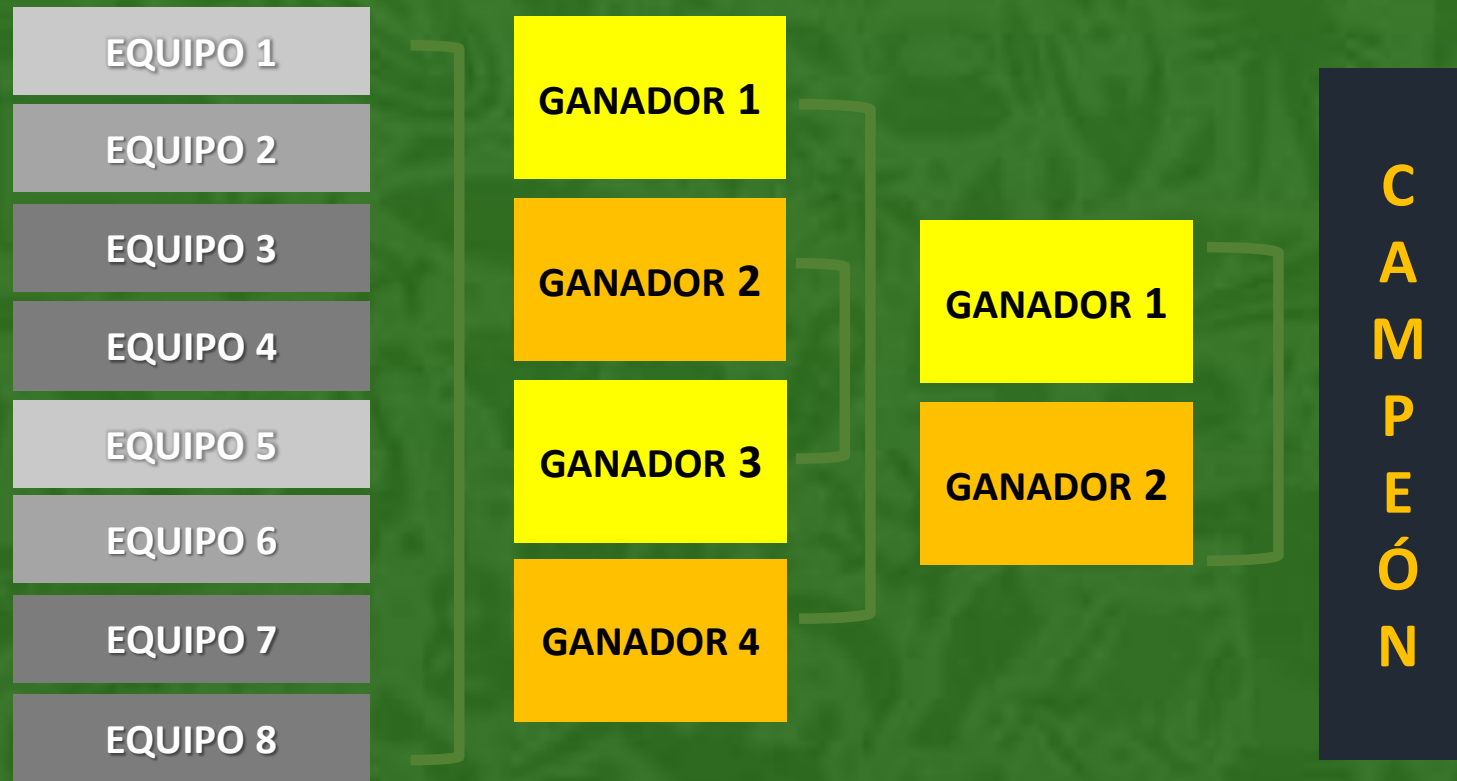 EQUIPO 1
EQUIPO 2
EQUIPO 3
EQUIPO 4
EQUIPO 5
EQUIPO 6
EQUIPO 7
EQUIPO 8
GANADOR 1
GANADOR 2
GANADOR 3
GANADOR 4
GANADOR 1
GANADOR 2
C
A
M
P
E
Ó
N